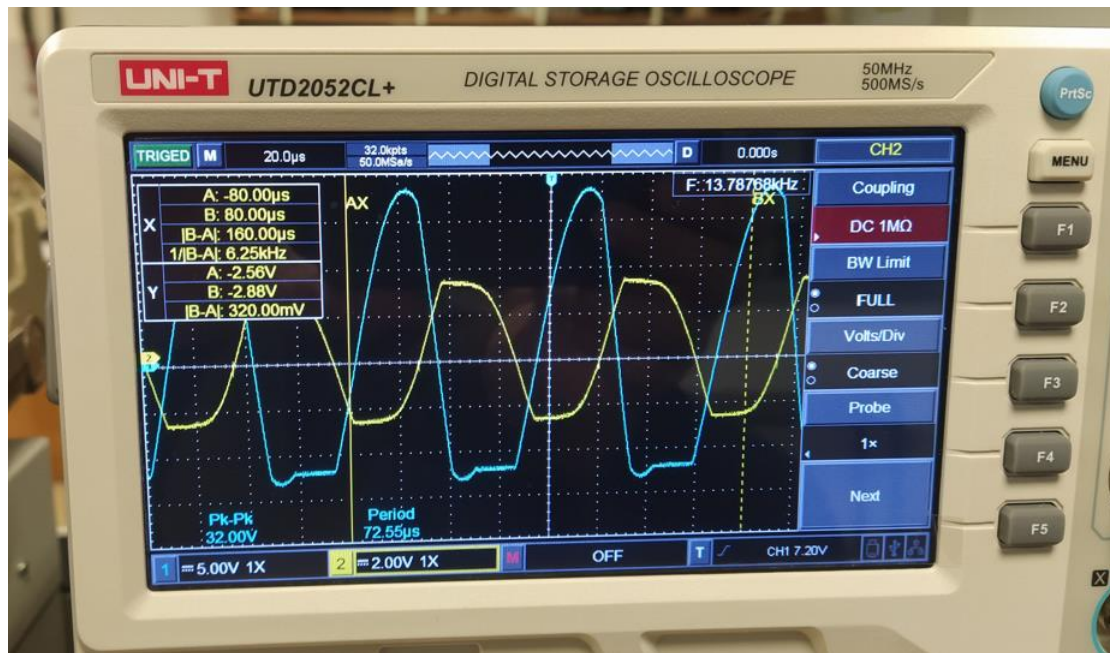 UNI-T UTD2052CL+ DIGITAL STORAGE OSCILLOSCOPE 50MHz
500MS/s
PrtSc
TRIGED M 20.0μs 32.0kpts D 0.000s CH2
50.0MSa/s
MENU
X
A: -80.00μs
B: 80.00μs
|B-A|: 160.00μs
1/|B-A|: 6.25kHz
Y
A: -2.56V
B: -2.88V
|B-A|: 320.00mV
AX
T
F: 13.78768kHz
BX
2
Coupling
DC 1MΩ
F1
BW Limit
FULL
F2
Volts/Div
Coarse
F3
Probe
1×
F4
Next
F5
Pk-Pk Period
32.00V 72.55μs
1 5.00V 1X 2 2.00V 1X M OFF T CH1 7.20V
X